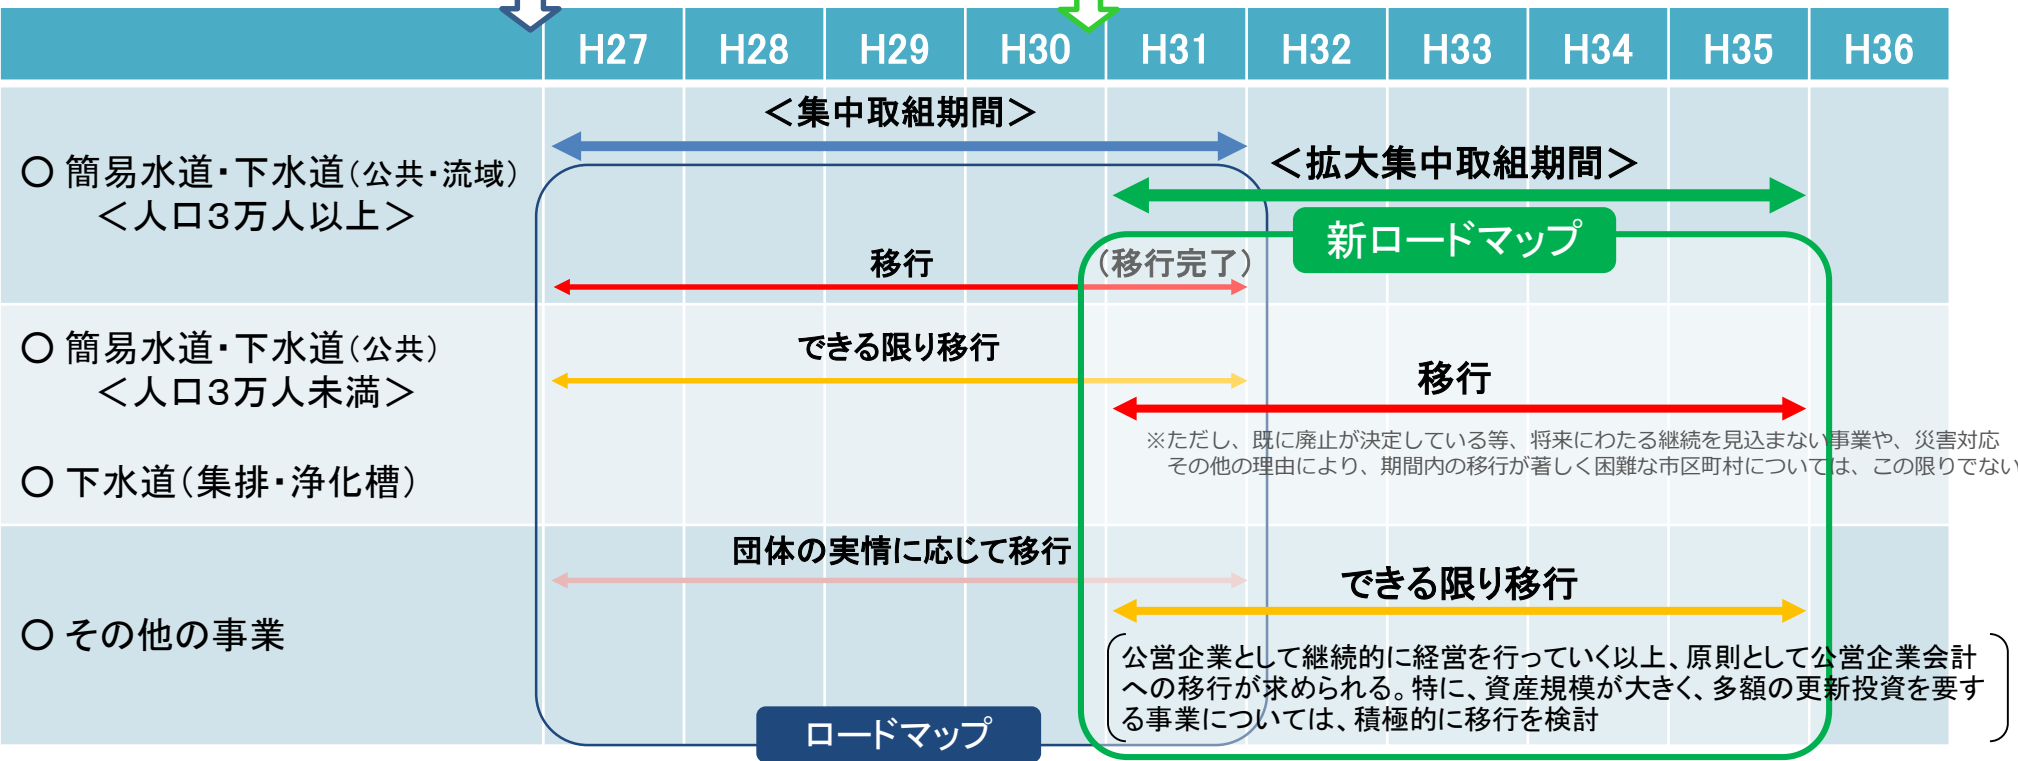 H27 H28 H29 H30 H31 H32 H33 H34 H35 H36
＜集中取組期間＞
＜拡大集中取組期間＞
○ 簡易水道・下水道（公共・流域）
＜人口３万人以上＞
新ロードマップ
移行
（移行完了）
○ 簡易水道・下水道（公共）
＜人口３万人未満＞
できる限り移行
移行
※ただし、既に廃止が決定している等、将来にわたる継続を見込まない事業や、災害対応
その他の理由により、期間内の移行が著しく困難な市区町村については、この限りでない
○ 下水道（集排・浄化槽）
団体の実情に応じて移行
できる限り移行
○ その他の事業
公営企業として継続的に経営を行っていく以上、原則として公営企業会計
への移行が求められる。特に、資産規模が大きく、多額の更新投資を要す
る事業については、積極的に移行を検討
ロードマップ